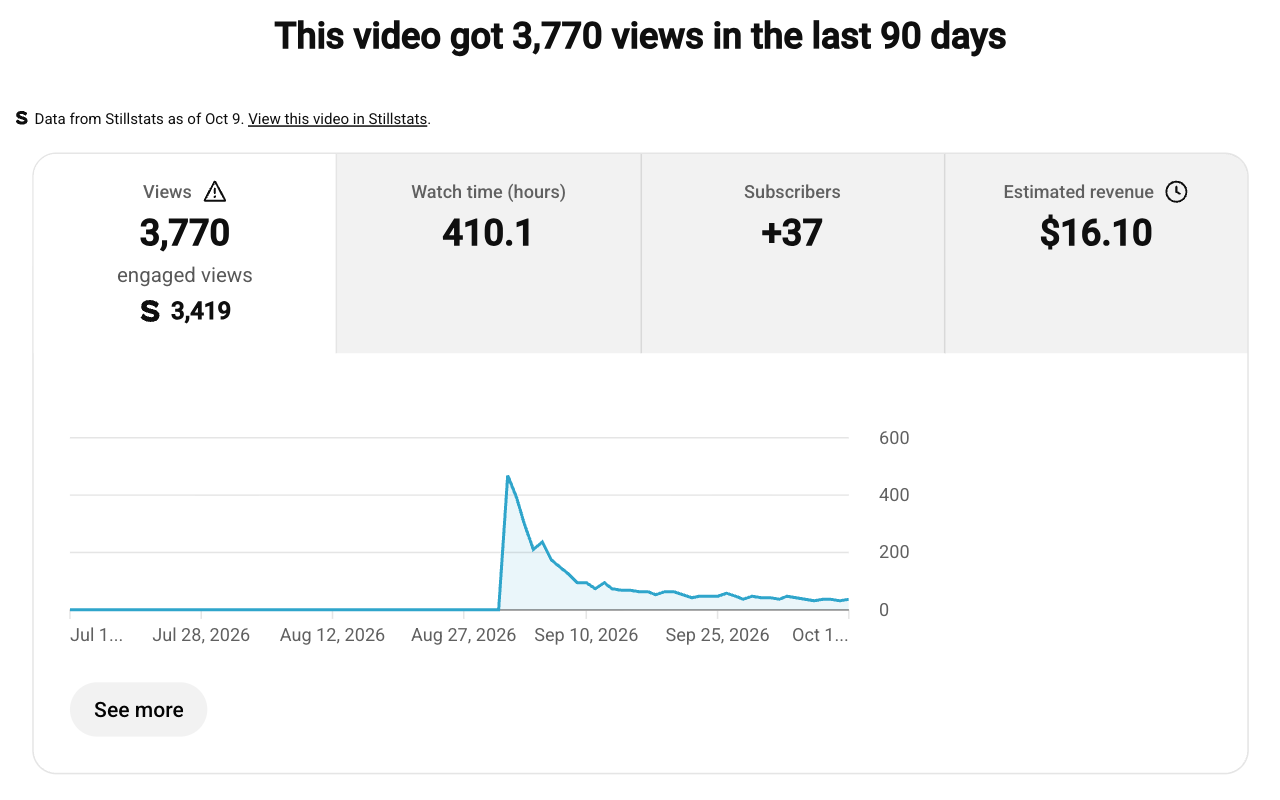 This video got 3,770 views in the last 90 days
S Data from Stillstats as of Oct 9. View this video in Stillstats.
Views
3,770
engaged views
S 3,419
Watch time (hours)
410.1
Subscribers
+37
Estimated revenue
$16.10
600
400
200
0
Jul 1... Jul 28, 2026 Aug 12, 2026 Aug 27, 2026 Sep 10, 2026 Sep 25, 2026 Oct 1...
See more